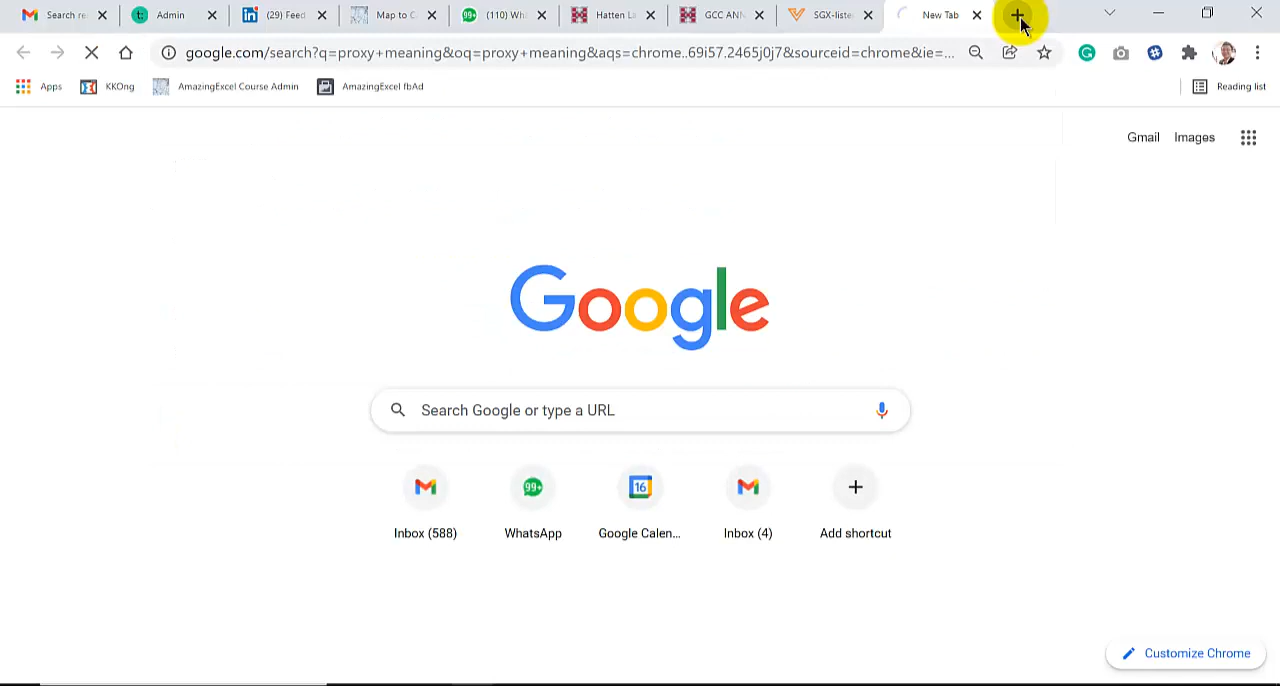 Search re
Admin
(29) Feed
Map to C
(110) Wh
Hatten La
GCC ANN
SGX-liste
New Tab
google.com/search?q=proxy+meaning&oq=proxy+meaning&aqs=chrome..69i57.2465j0j7&sourceid=chrome&ie=...
Apps
KKOng
AmazingExcel Course Admin
AmazingExcel fbAd
Reading list
Gmail
Images
Google
Search Google or type a URL
99+
16
Inbox (588)
WhatsApp
Google Calen...
Inbox (4)
Add shortcut
Customize Chrome